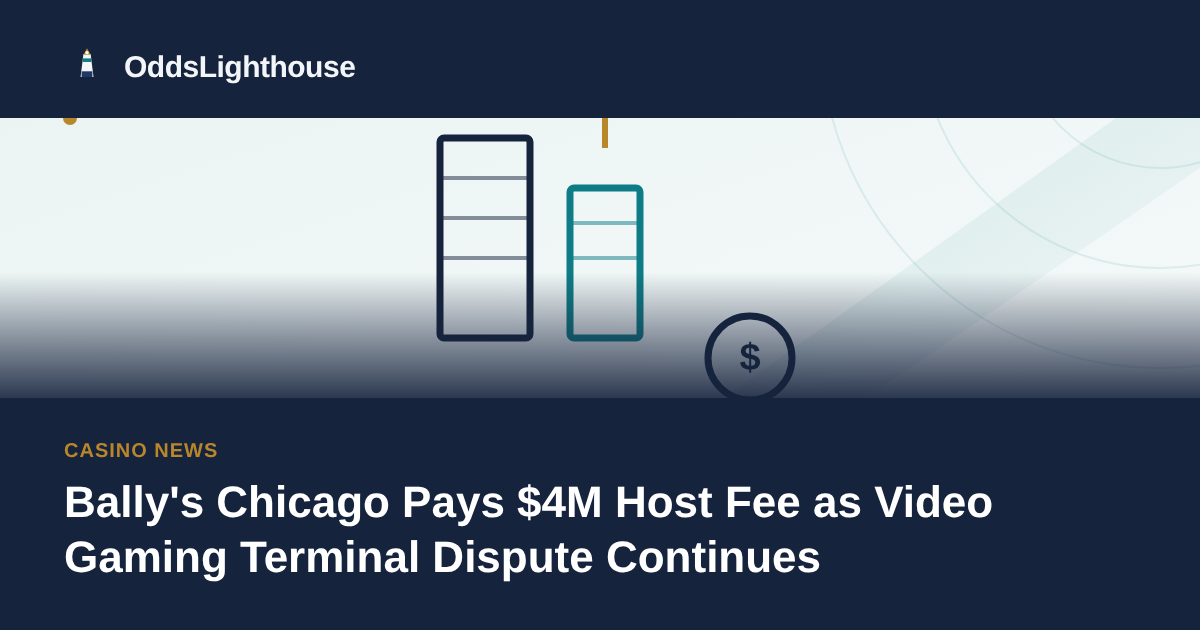 OddsLighthouse
$
CASINO NEWS
Bally's Chicago Pays $4M Host Fee as Video
Gaming Terminal Dispute Continues